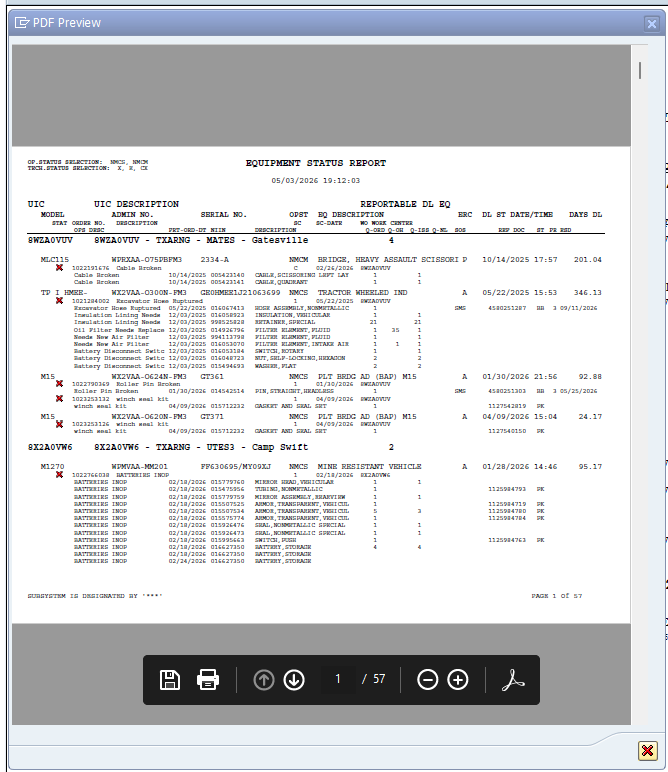 PDF Preview
OP.STATUS SELECTION: NMCS, NMCM
TECH.STATUS SELECTION: X, E, CX
EQUIPMENT STATUS REPORT
05/03/2026 19:12:03
UIC UIC DESCRIPTION REPORTABLE DL EQ
MODEL ADMIN NO. SERIAL NO. OPST EQ DESCRIPTION ERC DL ST DATE/TIME DAYS DL
STAT ORDER NO. DESCRIPTION SC SC-DATE WO WORK CENTRE
OPS DESC PRT-ORD-DT NIIN DESCRIPTION Q-ORD Q-OH Q-ISS Q-NL SOS RRP DOC ST PR ESD
8WZA0VUV 8WZA0VUV - TXARNG - MATES - Gatesville 4
MLC115 WPRXAA-O75PBFM3 2334-A NMCM BRIDGE, HEAVY ASSAULT SCISSORI P 10/14/2025 17:57 201.04
1022191676 Cable Broken C 02/26/2026 8WZA0VUV
Cable Broken 10/14/2025 005423140 CABLE,SCISSORING LEFT LAY 1 1
Cable Broken 10/14/2025 005423141 CABLE,QUADRANT 1 1
TP I HMEE- WX2VAA-O300N-FM3 GEOHMEE1J21063699 NMCS TRACTOR WHEELED IND A 05/22/2025 15:53 346.13
1021284002 Excavator Hose Ruptured 1 05/22/2025 8WZA0VUV
Excavator Hose Ruptured 05/22/2025 016067413 HOSE ASSEMBLY,NONMETALLIC 1 SMS 4580251287 BB 3 09/11/2026
Insulation Lining Neede 12/03/2025 016058923 INSULATION,VEHICULAR 1 1
Insulation Lining Neede 12/03/2025 998525828 RETAINER,SPECIAL 21 21
Oil Filter Needs Replace 12/03/2025 014926796 FILTER ELEMENT,FLUID 1 35 1
Needs New Air Filter 12/03/2025 994113798 FILTER ELEMENT,FLUID 1 1
Needs New Air Filter 12/03/2025 016053070 FILTER ELEMENT,INTAKE AIR 1 1 1
Battery Disconnect Switc 12/03/2025 016053184 SWITCH,ROTARY 1 1
Battery Disconnect Switc 12/03/2025 016048723 NUT,SELF-LOCKING,HEXAGON 2 2
Battery Disconnect Switc 12/03/2025 015494693 WASHER,FLAT 2 2
M15 WX2VAA-O624N-FM3 GT361 NMCS PLT BRDG AD (BAP) M15 A 01/30/2026 21:56 92.88
1022790369 Roller Pin Broken 1 01/30/2026 8WZA0VUV
Roller Pin Broken 01/30/2026 014542514 PIN,STRAIGHT,HEADLESS 1 SMS 4580251303 BB 3 05/25/2026
1023253132 winch seal kit 1 04/09/2026 8WZA0VUV
winch seal kit 04/09/2026 015712232 GASKET AND SEAL SET 1 1127542819 PK
M15 WX2VAA-O620N-FM3 GT371 NMCS PLT BRDG AD (BAP) M15 A 04/09/2026 15:04 24.17
1023253126 winch seal kit 1 04/09/2026 8WZA0VUV
winch seal kit 04/09/2026 015712232 GASKET AND SEAL SET 1 1127540150 PK
8X2A0VW6 8X2A0VW6 - TXARNG - UTES3 - Camp Swift 2
M1270 WPMVAA-MM201 FF630695/MY09XJ NMCS MINE RESISTANT VEHICLE A 01/28/2026 14:46 95.17
1022766038 BATTERIES INOP 1 02/18/2026 8X2A0VW6
BATTERIES INOP 02/18/2026 015779760 MIRROR HEAD,VEHICULAR 1 1
BATTERIES INOP 02/18/2026 015475956 TUBING,NONMETALLIC 1 1125984793 PK
BATTERIES INOP 02/18/2026 015779759 MIRROR ASSEMBLY,REARVIEW 1 1
BATTERIES INOP 02/18/2026 015507525 ARMOR,TRANSPARENT,VEHICUL 1 1125984719 PK
BATTERIES INOP 02/18/2026 015507534 ARMOR,TRANSPARENT,VEHICUL 5 3 1125984780 PK
BATTERIES INOP 02/18/2026 015575774 ARMOR,TRANSPARENT,VEHICUL 1 1125984784 PK
BATTERIES INOP 02/18/2026 015926476 SEAL,NONMETALLIC SPECIAL 1 1
BATTERIES INOP 02/18/2026 015926473 SEAL,NONMETALLIC SPECIAL 1 1
BATTERIES INOP 02/18/2026 015995663 SWITCH,PUSH 1 1125984763 PK
BATTERIES INOP 02/18/2026 016627350 BATTERY,STORAGE 4 4
BATTERIES INOP 02/18/2026 016627350 BATTERY,STORAGE
BATTERIES INOP 02/24/2026 016627350 BATTERY,STORAGE
SUBSYSTEM IS DESIGNATED BY '***' PAGE 1 Of 57
1 / 57